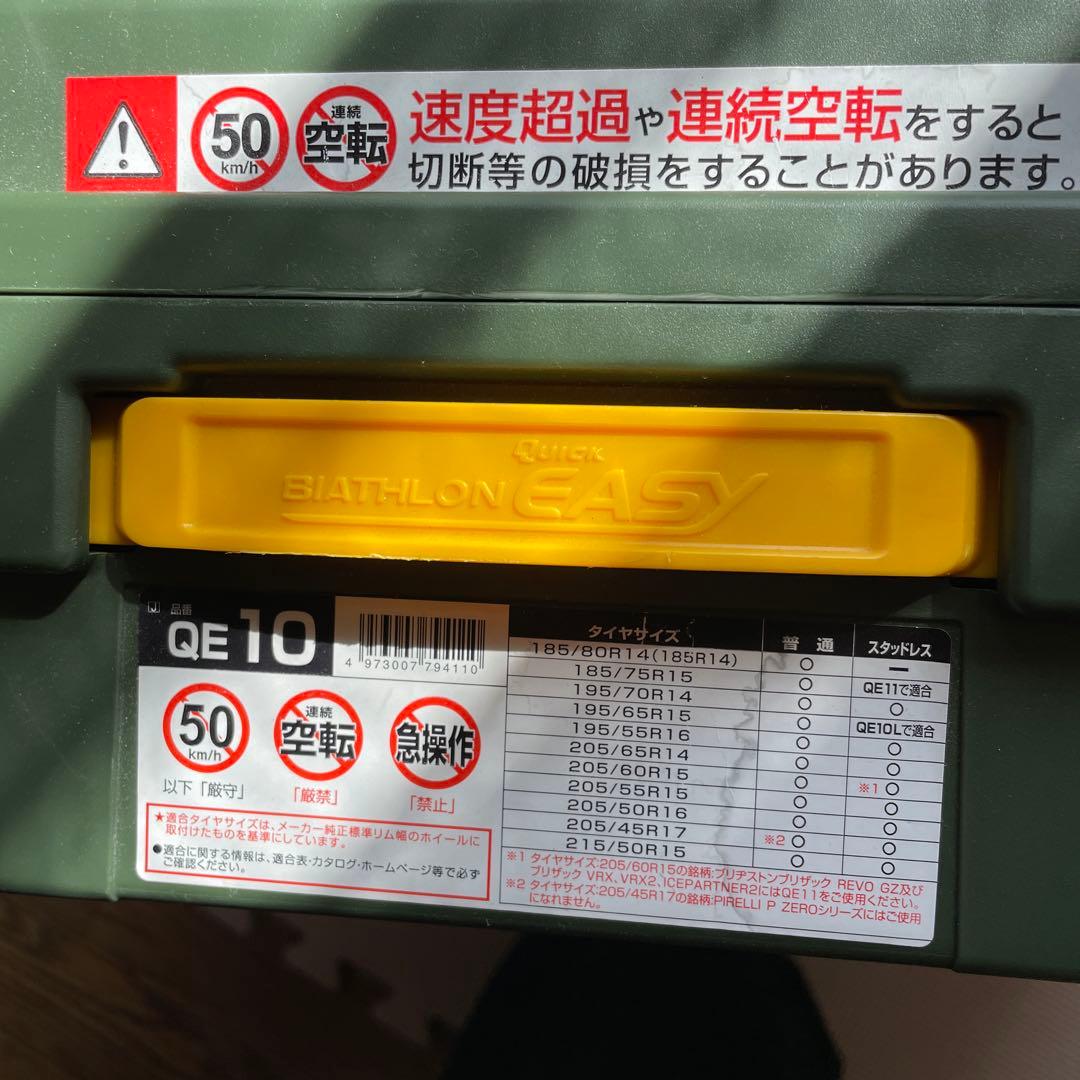 50
km/h
連続
空転
速度超過や連続空転をすると
切断等の破損をすることがあります。
QUICK
BIATHLON EASY
品番
QE10
4 973007 794110
50
km/h
連続
空転
急操作
以下「厳守」
「厳禁」
「禁止」
★適合タイヤサイズは、メーカー純正標準リム幅のホイールに
取付けたものを基準にしています。
●適合に関する情報は、適合表・カタログ・ホームページ等で必ず
ご確認ください。
タイヤサイズ 普通 スタッドレス
185/80R14(185R14) ○ ー
185/75R15 ○ QE11で適合
195/70R14 ○ ○
195/65R15 ○ QE10Lで適合
195/55R16 ○ ○
205/65R14 ○ ○
205/60R15 ○ ※1○
205/55R15 ○ ○
205/50R16 ○ ○
205/45R17 ※2○ ○
215/50R15 ○ ○
※1 タイヤサイズ:205/60R15の銘柄:ブリヂストンブリザック REVO GZ及び
ブリザック VRX、VRX2、ICEPARTNER2にはQE11をご使用ください。
※2 タイヤサイズ:205/45R17の銘柄:PIRELLI P ZEROシリーズにはご使用
になれません。